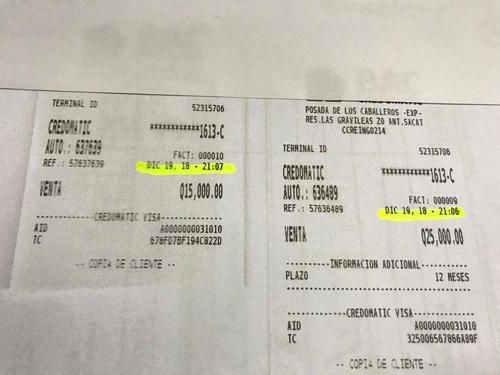 TERMINAL ID 52315706
CREDOMATIC ************1613-C
AUTO.: 637639
FACT: 000010
REF.: 57637639 DIC 19, 18 - 21:07
VENTA Q15,000.00
CREDOMATIC VISA
AID A0000000031010
TC 678FD7BF194C822D
-- COPIA DE CLIENTE --
POSADA DE LOS CABALLEROS -EXP-
RES.LAS GRAVILEAS Z0 ANT.SACAT
CCREING0214
TERMINAL ID 52315706
CREDOMATIC ************1613-C
AUTO.: 636489
FACT: 000009
REF.: 57636489 DIC 19, 18 - 21:06
VENTA Q25,000.00
INFORMACION ADICIONAL
PLAZO 12 MESES
CREDOMATIC VISA
AID A0000000031010
TC 325006567866A89F
-- COPIA DE CLIENTE --